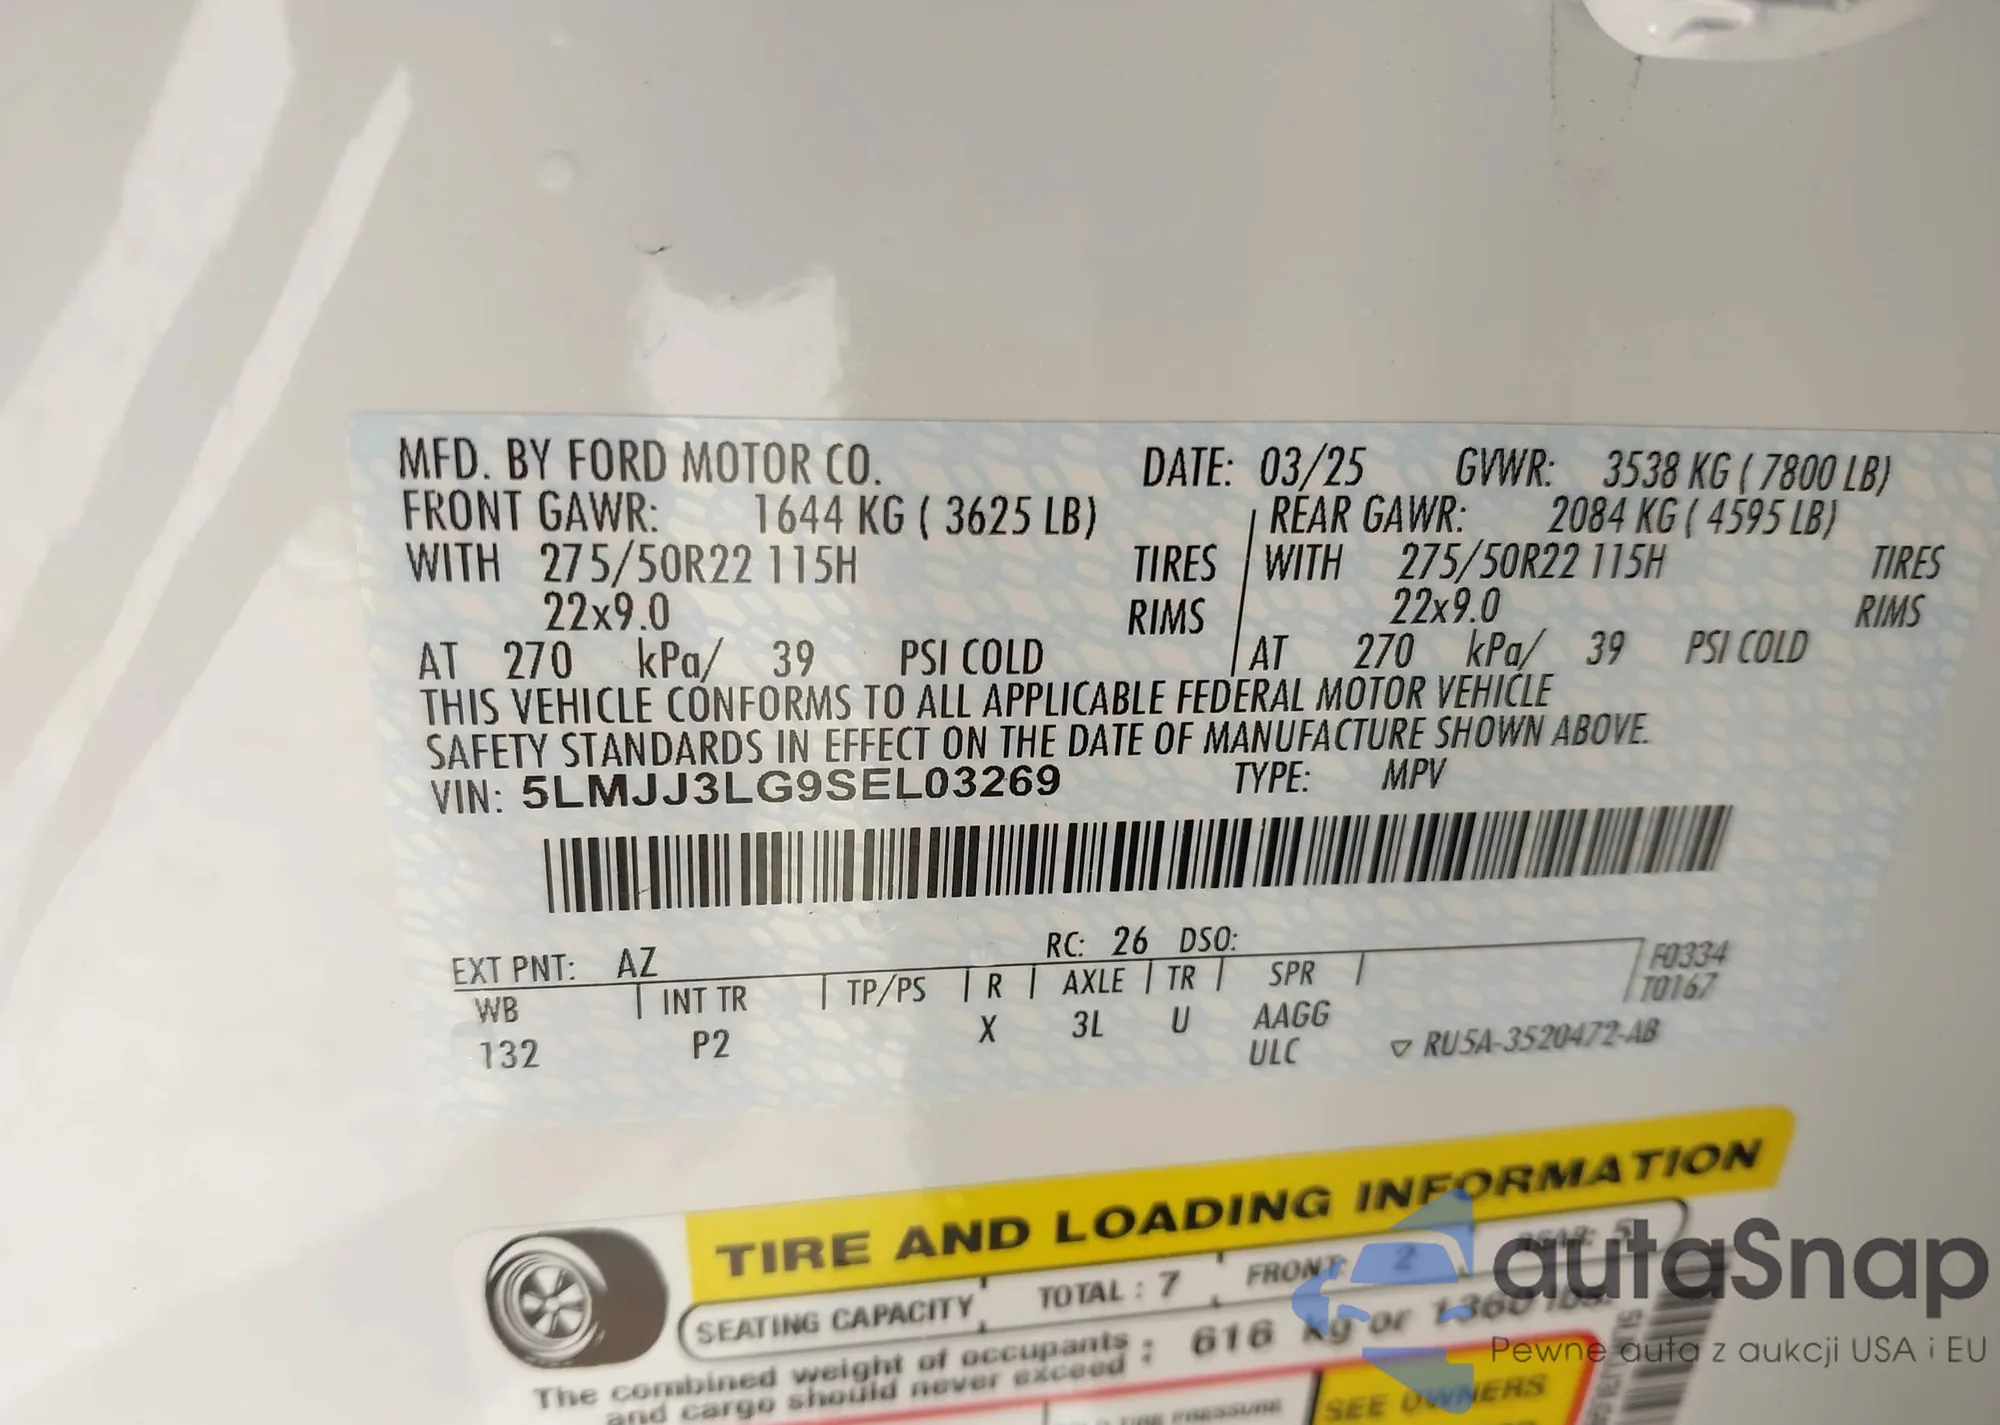 MFD. BY FORD MOTOR CO. DATE: 03/25 GVWR: 3538 KG ( 7800 LB)
FRONT GAWR: 1644 KG ( 3625 LB) REAR GAWR: 2084 KG ( 4595 LB)
WITH 275/50R22 115H TIRES WITH 275/50R22 115H TIRES
22x9.0 RIMS 22x9.0 RIMS
AT 270 kPa/ 39 PSI COLD AT 270 kPa/ 39 PSI COLD
THIS VEHICLE CONFORMS TO ALL APPLICABLE FEDERAL MOTOR VEHICLE
SAFETY STANDARDS IN EFFECT ON THE DATE OF MANUFACTURE SHOWN ABOVE.
VIN: 5LMJJ3LG9SEL03269 TYPE: MPV
EXT PNT: AZ RC: 26 DSO:
WB INT TR TP/PS R AXLE TR SPR F0334
T0167
132 P2 X 3L U AAGG
ULC ▽ RU5A-3520472-AB
TIRE AND LOADING INFORMATION
SEATING CAPACITY TOTAL : 7 FRONT: 2 REAR: 5
The combined weight of occupants : 616 kg or 1360 lbs.
and cargo should never exceed
SEE OWNERS
autaSnap
Pewne auta z aukcji USA i EU